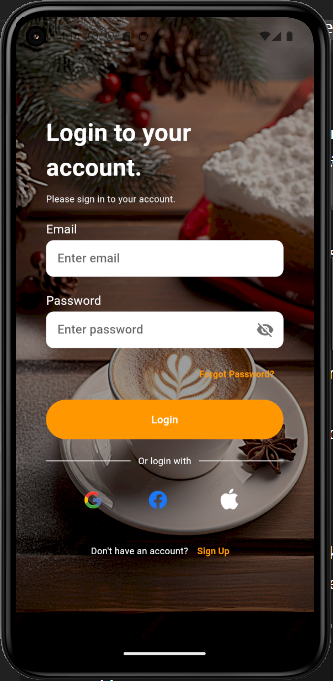 Login to your
account.
Please sign in to your account.
Email
Enter email
Password
Enter password
Forgot Password?
Login
Or login with
Don't have an account? Sign Up